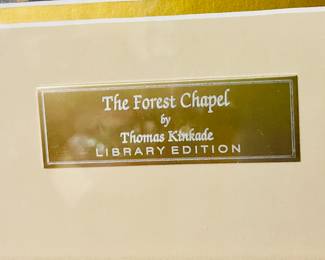 The Forest Chapel
by
Thomas Kinkade
LIBRARY EDITION